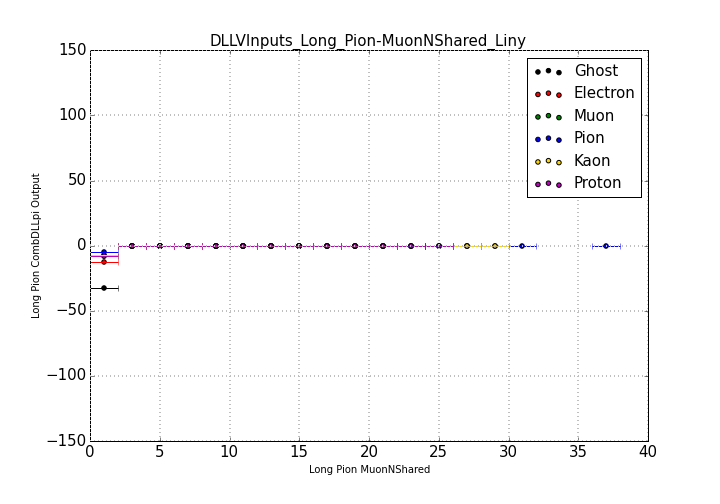 DLLVInputs_Long_Pion-MuonNShared_Liny
150
100
50
0
−50
−100
−150
Long Pion CombDLLpi Output
Ghost
Electron
Muon
Pion
Kaon
Proton
0 5 10 15 20 25 30 35 40
Long Pion MuonNShared